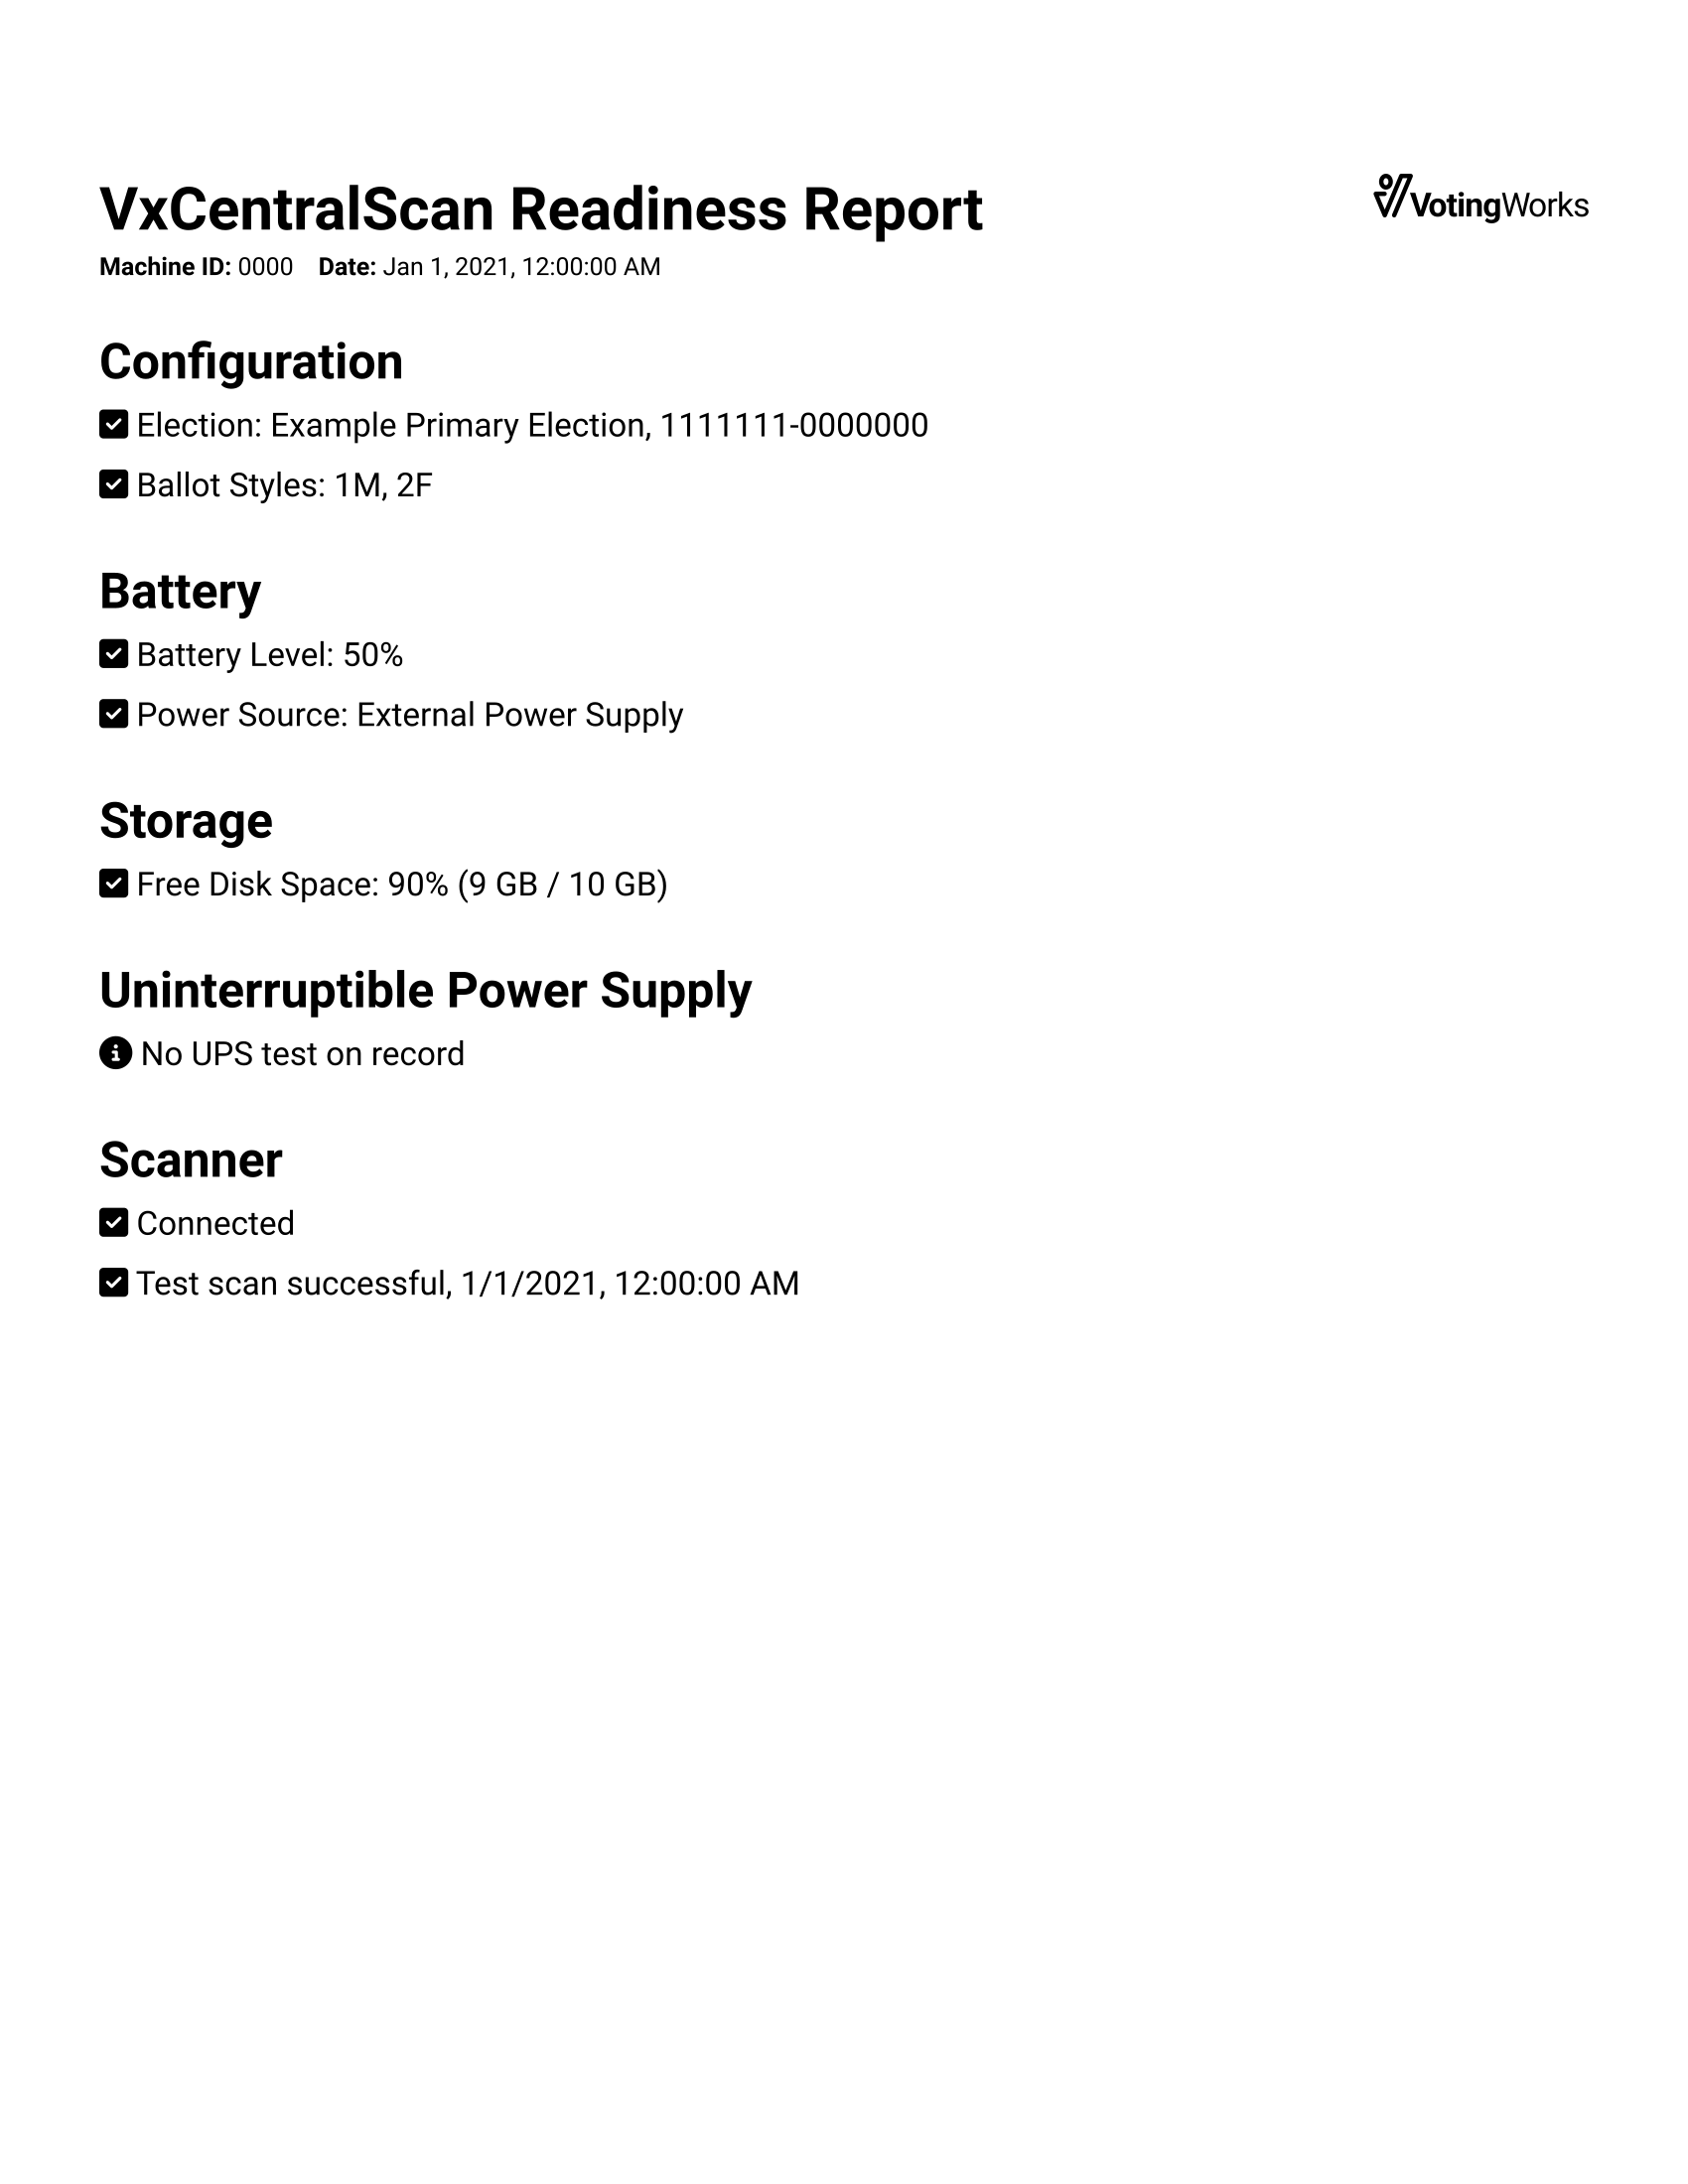 VxCentralScan Readiness Report
VotingWorks
Machine ID: 0000 Date: Jan 1, 2021, 12:00:00 AM
Configuration
Election: Example Primary Election, 1111111-0000000
Ballot Styles: 1M, 2F
Battery
Battery Level: 50%
Power Source: External Power Supply
Storage
Free Disk Space: 90% (9 GB / 10 GB)
Uninterruptible Power Supply
No UPS test on record
Scanner
Connected
Test scan successful, 1/1/2021, 12:00:00 AM